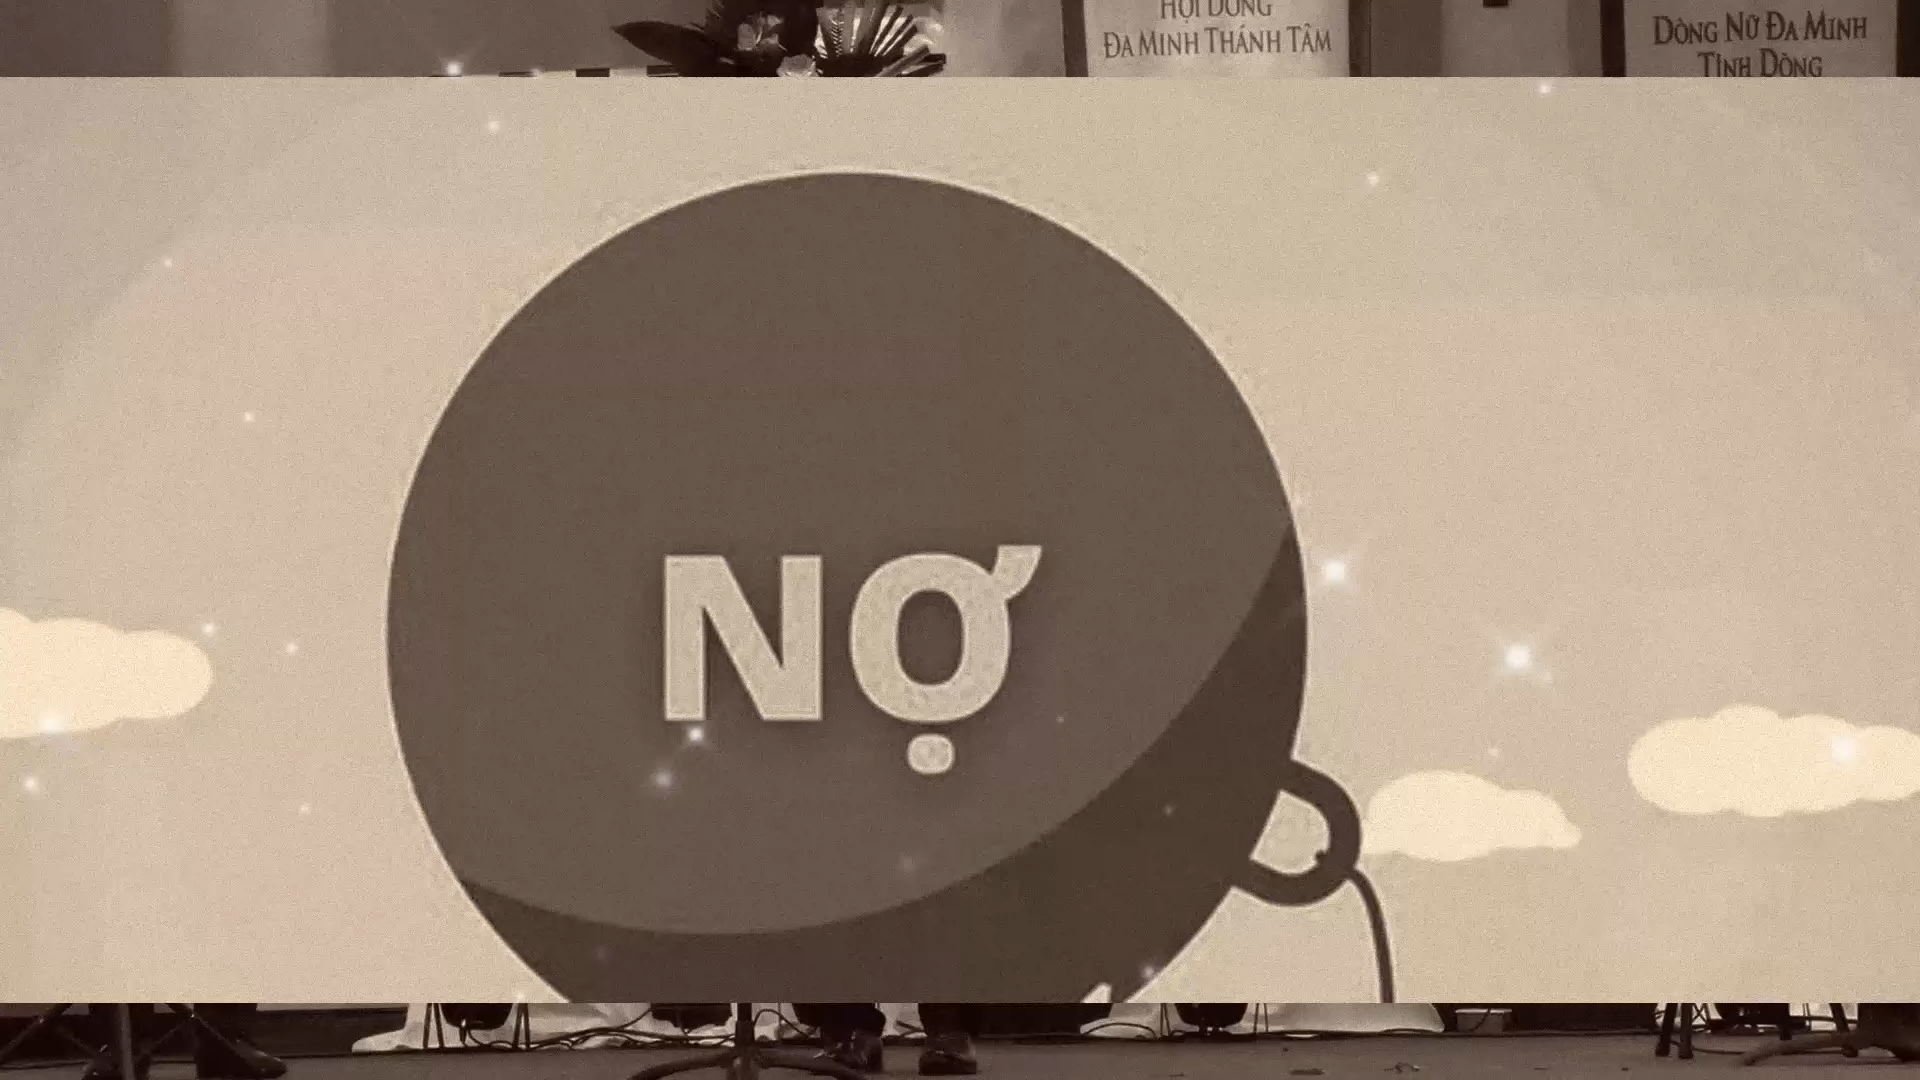 HỘI DÒNG
ĐA MINH THÁNH TÂM
DÒNG NỮ ĐA MINH
TỈNH DÒNG
NỢ